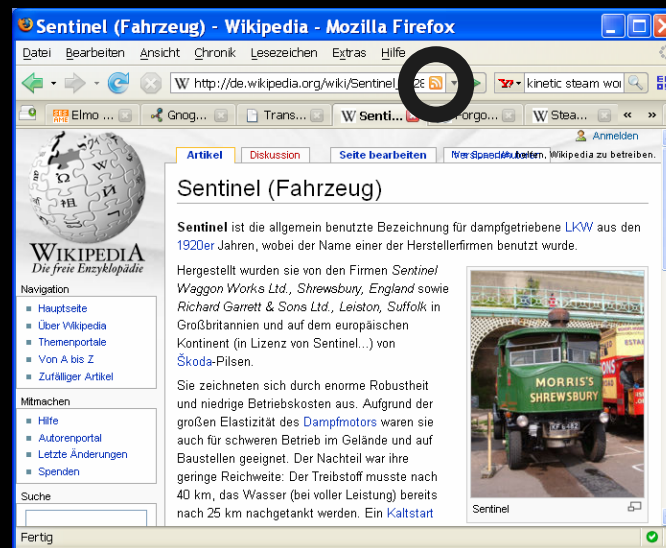 Sentinel (Fahrzeug) - Wikipedia - Mozilla Firefox
Datei Bearbeiten Ansicht Chronik Lesezeichen Extras Hilfe
http://de.wikipedia.org/wiki/Sentinel_ kinetic steam wor
Elmo ... Gnog... Trans... Senti... Forgo... Stea...
Anmelden
Artikel Diskussion Seite bearbeiten Wikipedia zu betreiben.
WIKIPEDIA
Die freie Enzyklopädie
Navigation
Hauptseite
Über Wikipedia
Themenportale
Von A bis Z
Zufälliger Artikel
Mitmachen
Hilfe
Autorenportal
Letzte Änderungen
Spenden
Suche
Sentinel (Fahrzeug)
Sentinel ist die allgemein benutzte Bezeichnung für dampfgetriebene LKW aus den
1920er Jahren, wobei der Name einer der Herstellerfirmen benutzt wurde.
Hergestellt wurden sie von den Firmen Sentinel
Waggon Works Ltd., Shrewsbury, England sowie
Richard Garrett & Sons Ltd., Leiston, Suffolk in
Großbritannien und auf dem europäischen
Kontinent (in Lizenz von Sentinel...) von
Škoda-Pilsen.
Sie zeichneten sich durch enorme Robustheit
und niedrige Betriebskosten aus. Aufgrund der
großen Elastizität des Dampfmotors waren sie
auch für schweren Betrieb im Gelände und auf
Baustellen geeignet. Der Nachteil war ihre
geringe Reichweite: Der Treibstoff musste nach
40 km, das Wasser (bei voller Leistung) bereits
nach 25 km nachgetankt werden. Ein Kaltstart
MORRIS'S
SHREWSBURY
Sentinel
Fertig